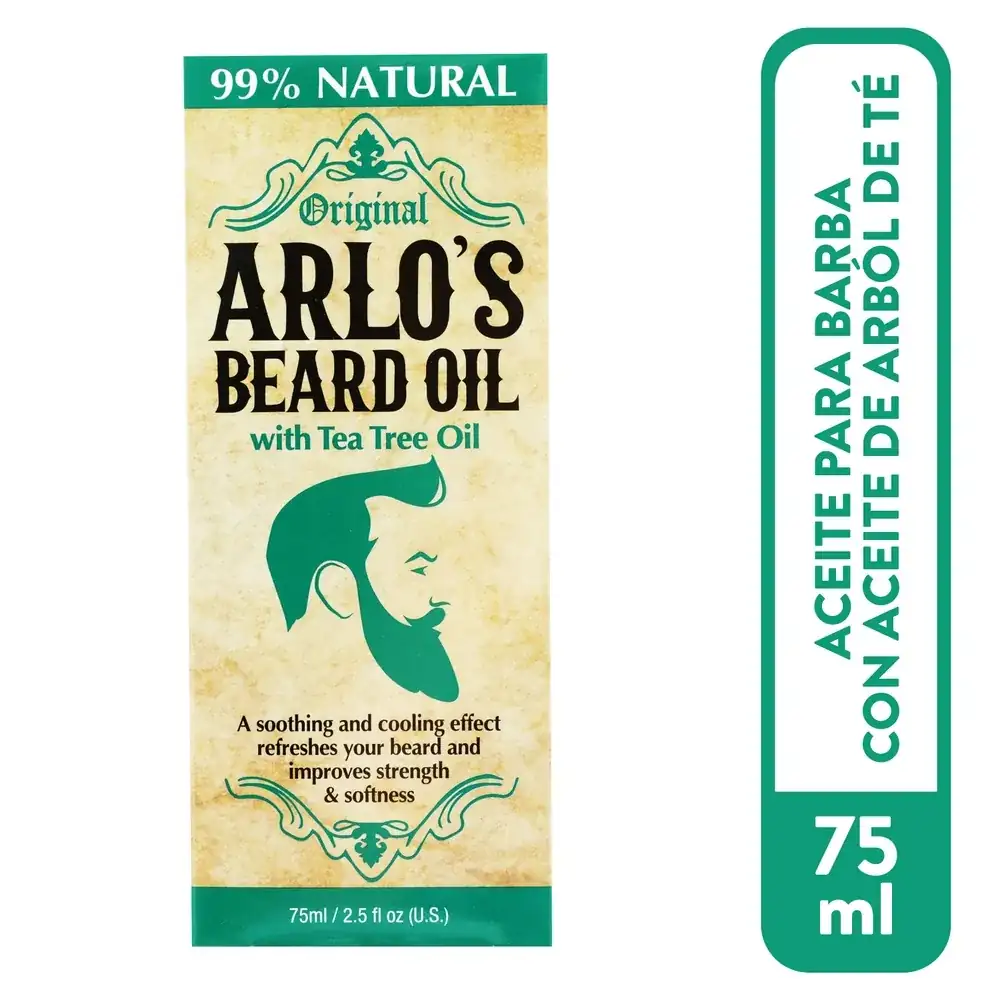 99% NATURAL
Original
ARLO'S
BEARD OIL
with Tea Tree Oil
A soothing and cooling effect
refreshes your beard and
improves strength
& softness
75ml / 2.5 fl oz (U.S.)
ACEITE PARA BARBA
CON ACEITE DE ARBÓL DE TÉ
75
ml